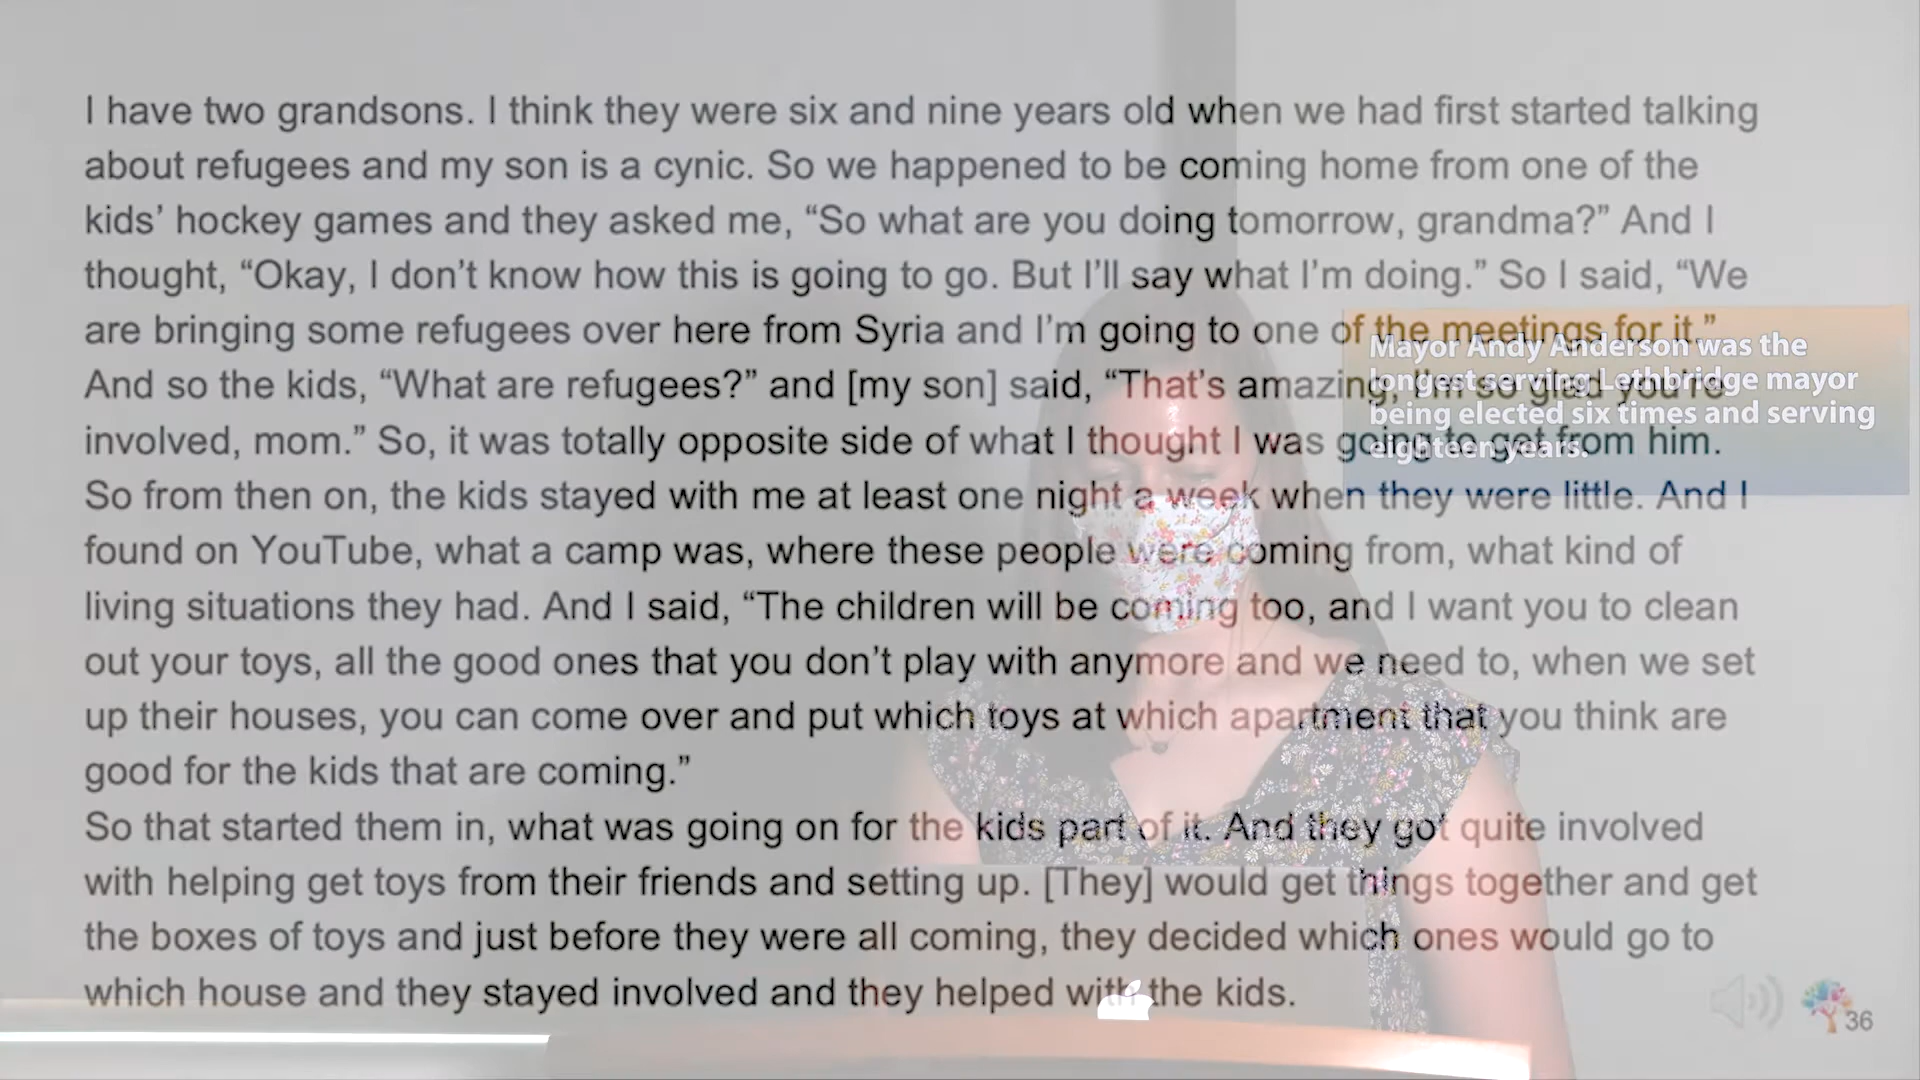 I have two grandsons. I think they were six and nine years old when we had first started talking
about refugees and my son is a cynic. So we happened to be coming home from one of the
kids’ hockey games and they asked me, “So what are you doing tomorrow, grandma?” And I
thought, “Okay, I don’t know how this is going to go. But I’ll say what I’m doing.” So I said, “We
are bringing some refugees over here from Syria and I’m going to one of the meetings for it.”
And so the kids, “What are refugees?” and [my son] said, “That’s amazing, I’m so glad you’re
involved, mom.” So, it was totally opposite side of what I thought I was going to get from him.
So from then on, the kids stayed with me at least one night a week when they were little. And I
found on YouTube, what a camp was, where these people were coming from, what kind of
living situations they had. And I said, “The children will be coming too, and I want you to clean
out your toys, all the good ones that you don’t play with anymore and we need to, when we set
up their houses, you can come over and put which toys at which apartment that you think are
good for the kids that are coming.”
So that started them in, what was going on for the kids part of it. And they got quite involved
with helping get toys from their friends and setting up. [They] would get things together and get
the boxes of toys and just before they were all coming, they decided which ones would go to
which house and they stayed involved and they helped with the kids.
Mayor Andy Anderson was the
longest serving Lethbridge mayor
being elected six times and serving
eighteen years.
36